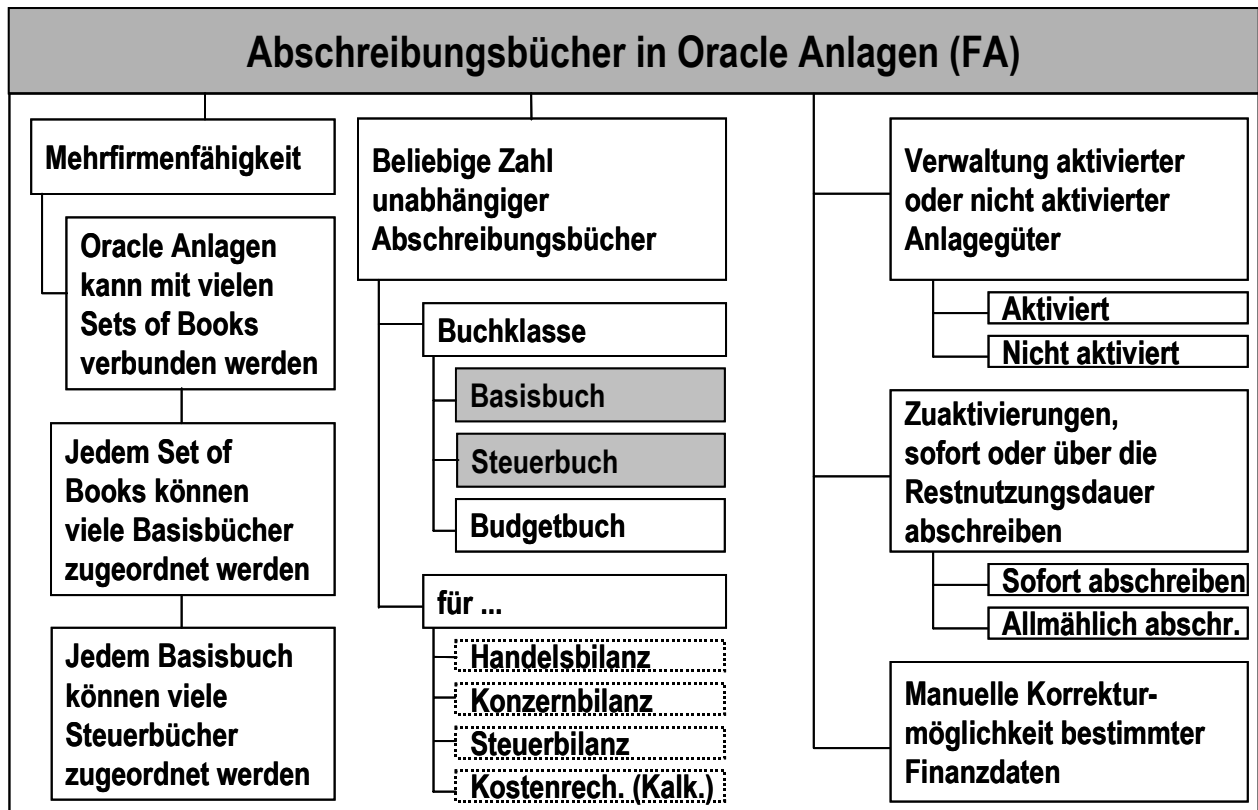 Abschreibungsbücher in Oracle Anlagen (FA)
Mehrfirmenfähigkeit
Oracle Anlagen
kann mit vielen
Sets of Books
verbunden werden
Jedem Set of
Books können
viele Basisbücher
zugeordnet werden
Jedem Basisbuch
können viele
Steuerbücher
zugeordnet werden
Beliebige Zahl
unabhängiger
Abschreibungsbücher
Buchklasse
Basisbuch
Steuerbuch
Budgetbuch
für ...
Handelsbilanz
Konzernbilanz
Steuerbilanz
Kostenrech. (Kalk.)
Verwaltung aktivierter
oder nicht aktivierter
Anlagegüter
Aktiviert
Nicht aktiviert
Zuaktivierungen,
sofort oder über die
Restnutzungsdauer
abschreiben
Sofort abschreiben
Allmählich abschr.
Manuelle Korrektur-
möglichkeit bestimmter
Finanzdaten